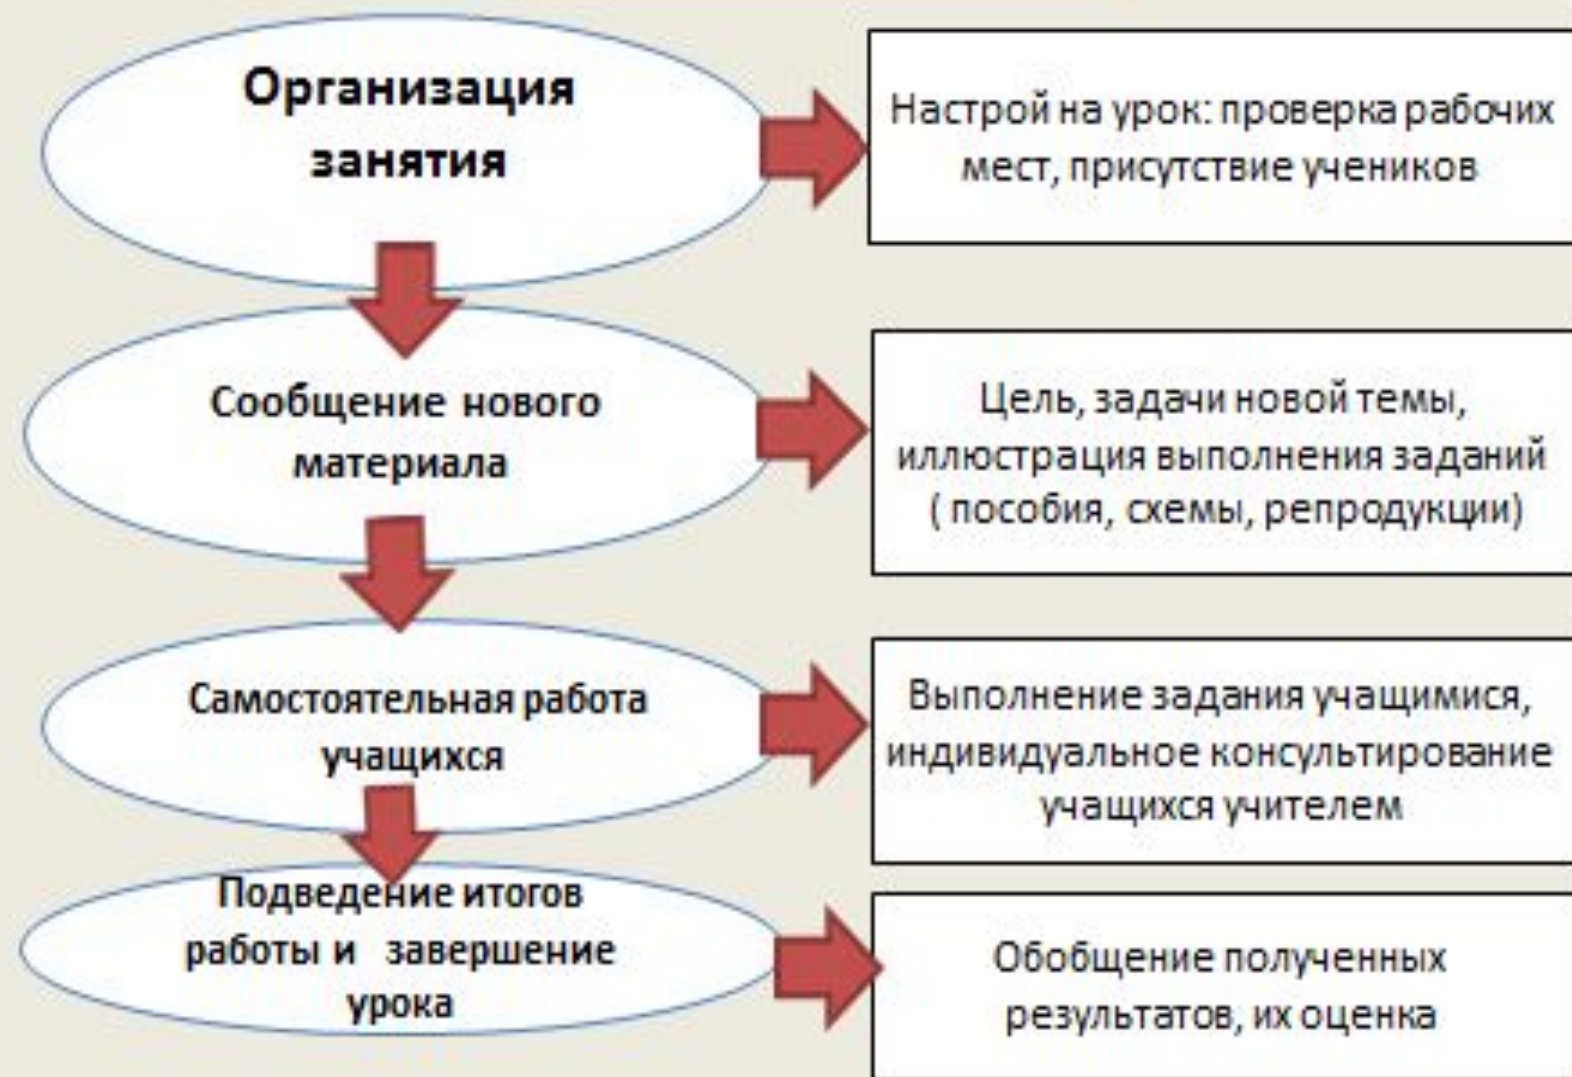 Организация
занятия
Настрой на урок: проверка рабочих
мест, присутствие учеников
Сообщение нового
материала
Цель, задачи новой темы,
иллюстрация выполнения заданий
( пособия, схемы, репродукции)
Самостоятельная работа
учащихся
Выполнение задания учащимися,
индивидуальное консультирование
учащихся учителем
Подведение итогов
работы и завершение
урока
Обобщение полученных
результатов, их оценка